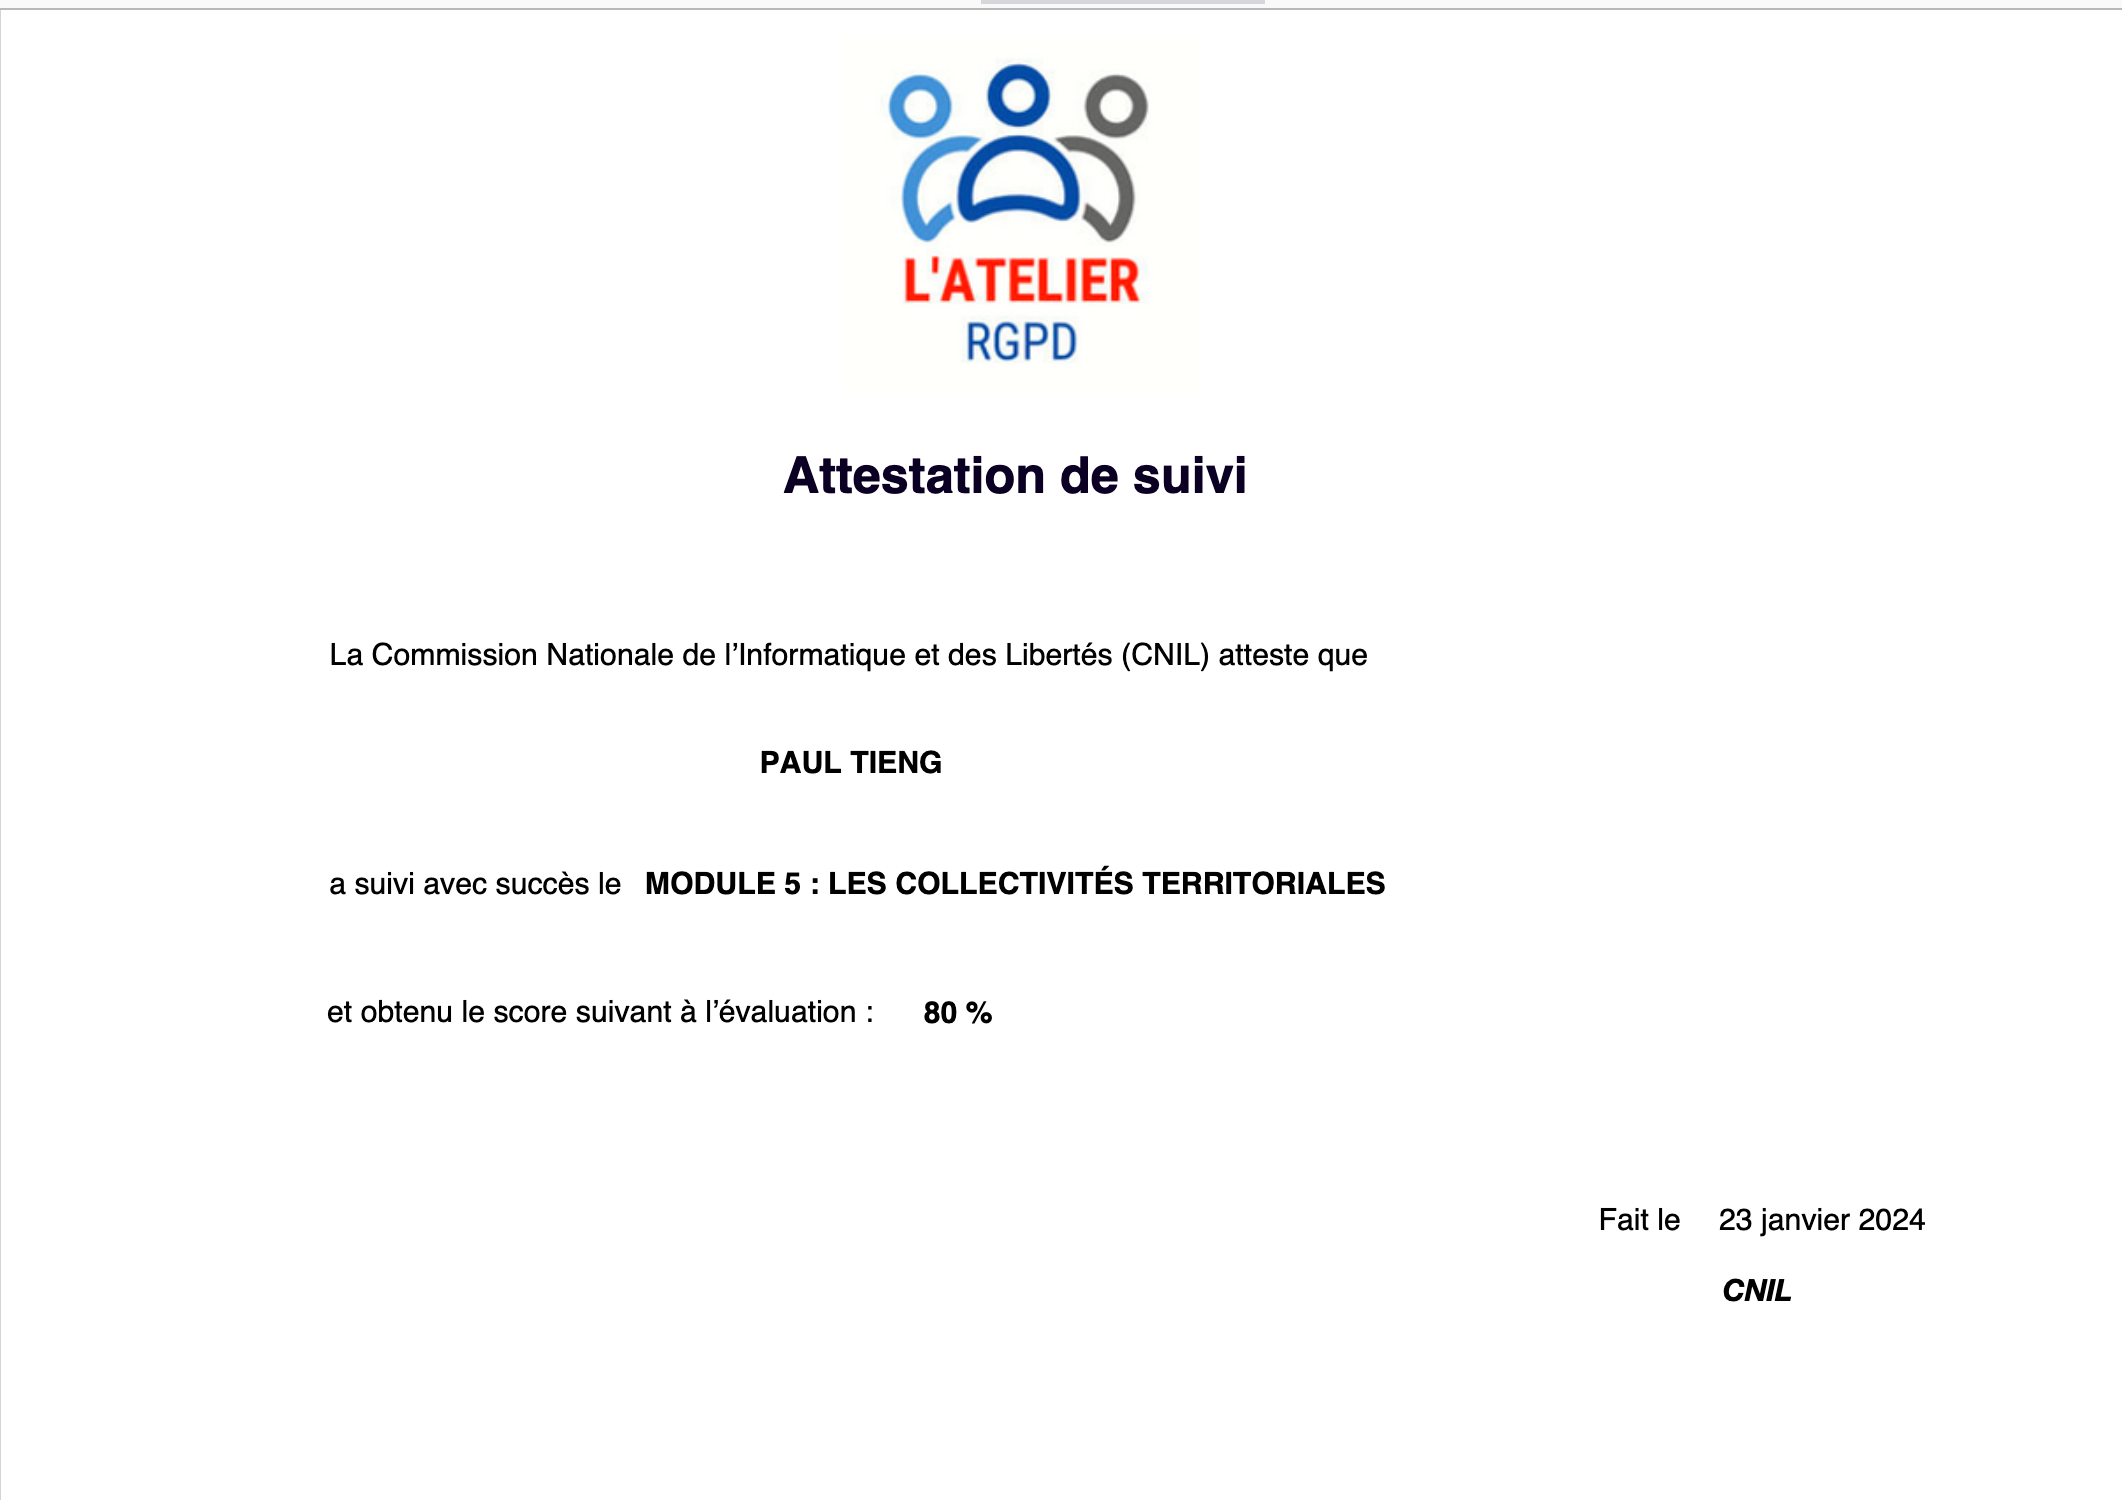 L'ATELIER
RGPD
Attestation de suivi
La Commission Nationale de l’Informatique et des Libertés (CNIL) atteste que
PAUL TIENG
a suivi avec succès le MODULE 5 : LES COLLECTIVITÉS TERRITORIALES
et obtenu le score suivant à l’évaluation : 80 %
Fait le 23 janvier 2024
CNIL